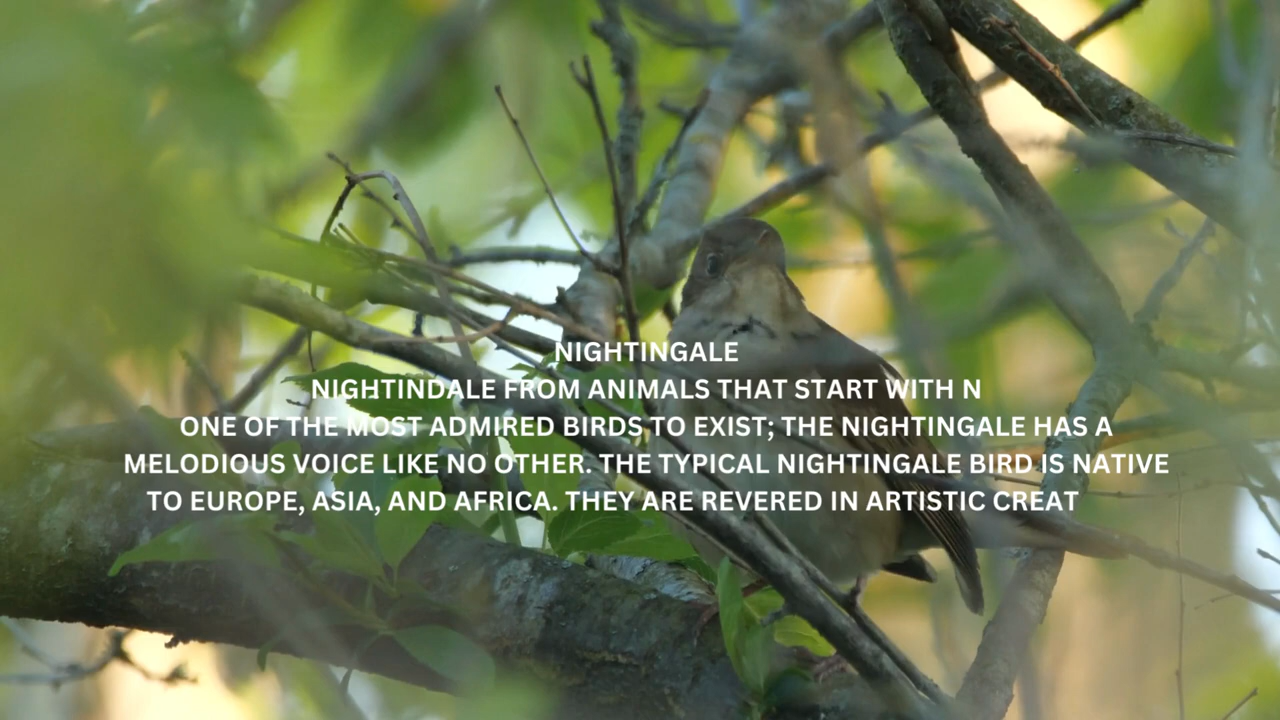 NIGHTINGALE
NIGHTINDALE FROM ANIMALS THAT START WITH N
ONE OF THE MOST ADMIRED BIRDS TO EXIST; THE NIGHTINGALE HAS A
MELODIOUS VOICE LIKE NO OTHER. THE TYPICAL NIGHTINGALE BIRD IS NATIVE
TO EUROPE, ASIA, AND AFRICA. THEY ARE REVERED IN ARTISTIC CREAT